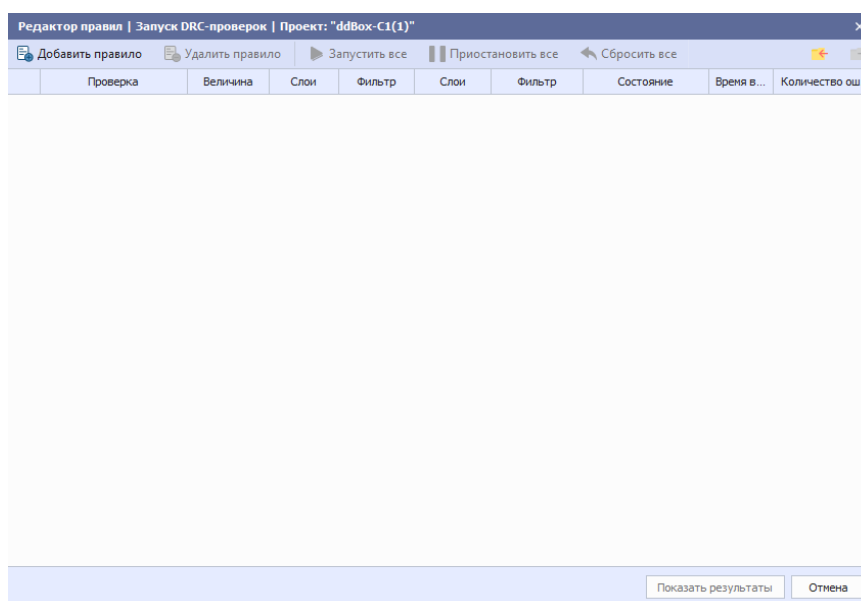 Редактор правил | Запуск DRC-проверок | Проект: "ddBox-C1(1)"
Добавить правило Удалить правило Запустить все Приостановить все Сбросить все
Проверка Величина Слои Фильтр Слои Фильтр Состояние Время в... Количество ош
Показать результаты Отмена